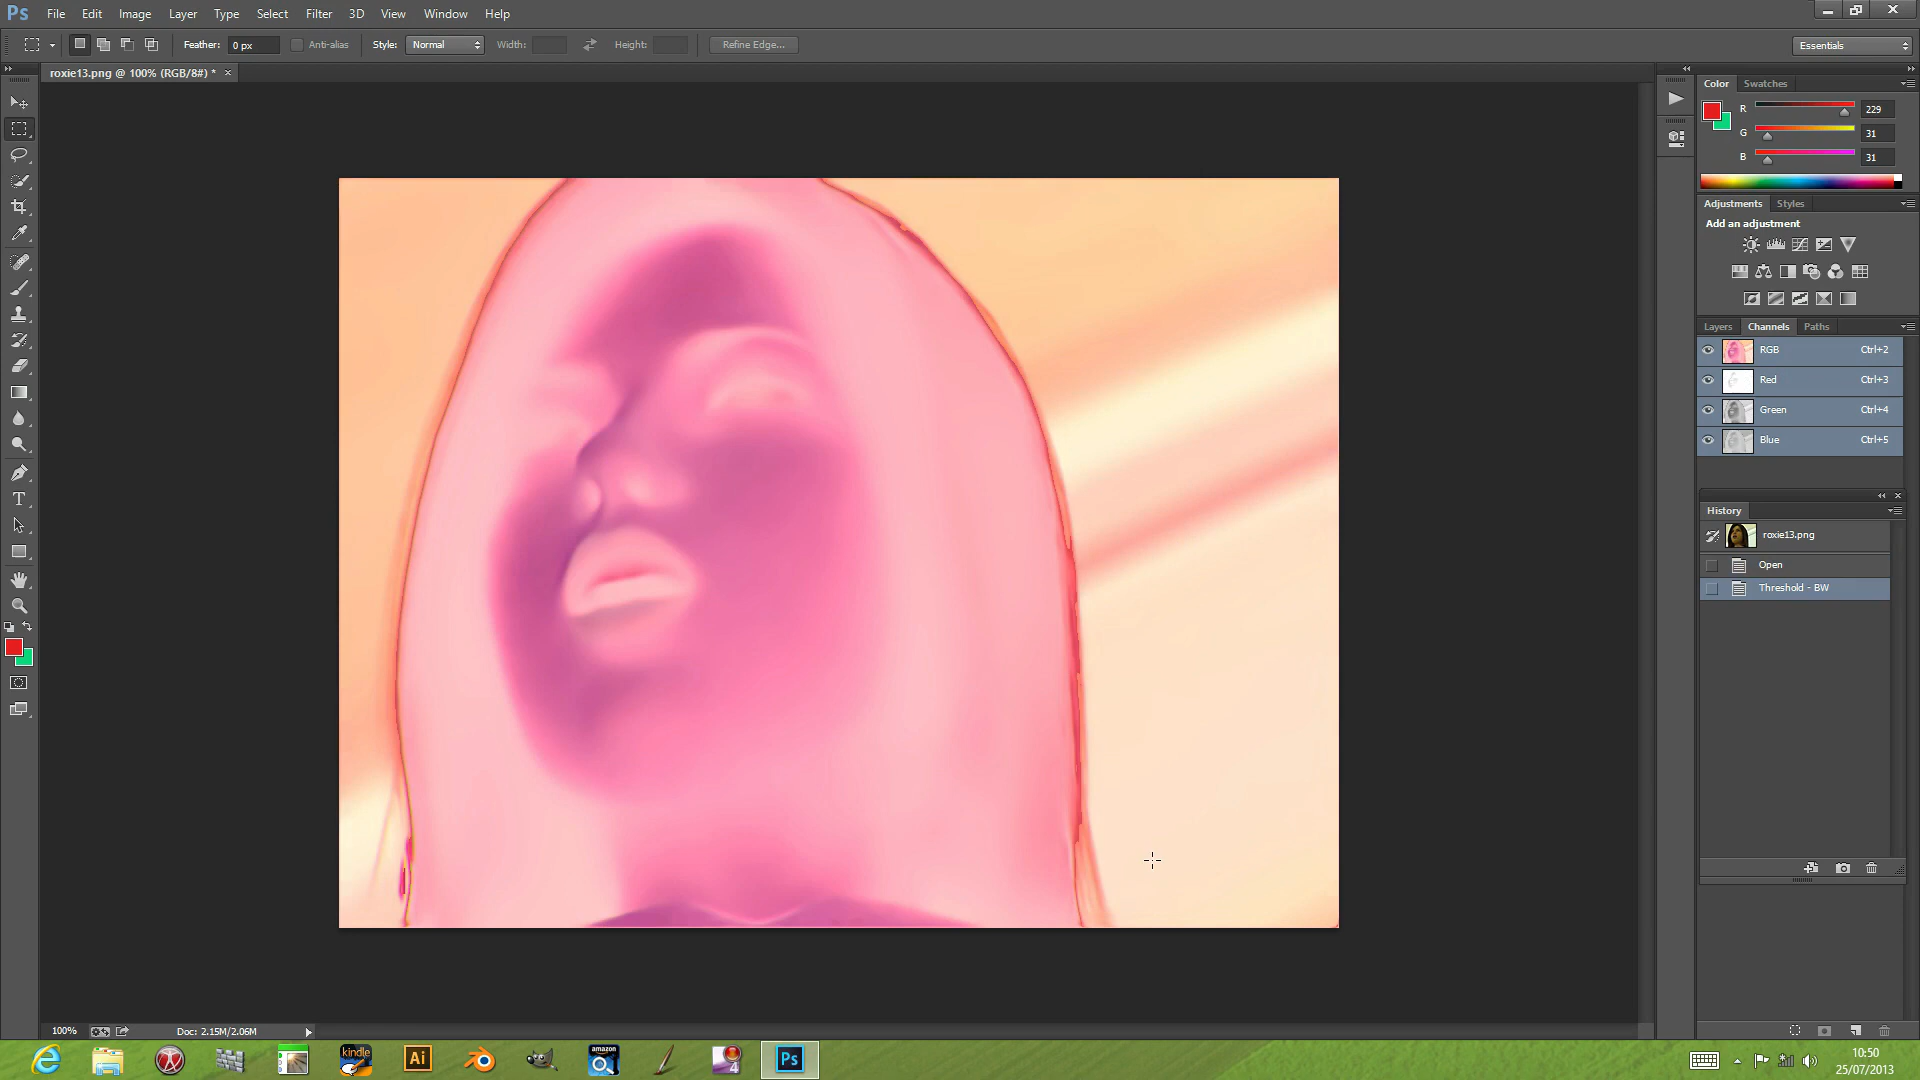 Ps File Edit Image Layer Type Select Filter 3D View Window Help
Feather: 0 px Anti-alias Style: Normal Width: Height: Refine Edge... Essentials
roxie13.png @ 100% (RGB/8#) * ×
Color Swatches
R 229
G 31
B 31
Adjustments Styles
Add an adjustment
Layers Channels Paths
RGB Ctrl+2
Red Ctrl+3
Green Ctrl+4
Blue Ctrl+5
History
roxie13.png
Open
Threshold - BW
T
100% Doc: 2.15M/2.06M
kindle Ai amazon 4 Ps
10:50
25/07/2013